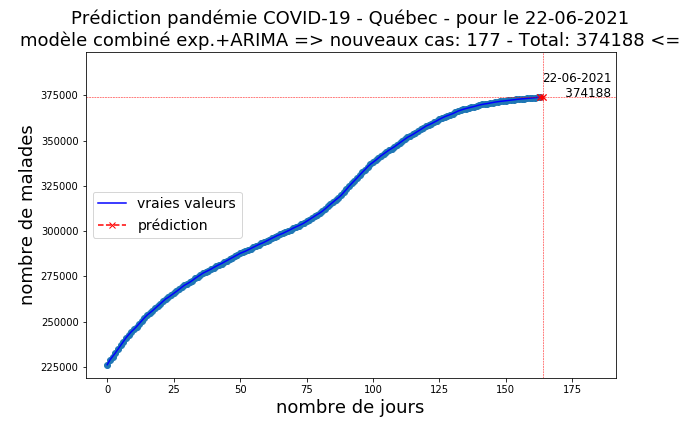 Prédiction pandémie COVID-19 - Québec - pour le 22-06-2021
modèle combiné exp.+ARIMA => nouveaux cas: 177 - Total: 374188 <=
22-06-2021
374188
375000
350000
325000
300000
275000
250000
225000
nombre de malades
vraies valeurs
prédiction
0 25 50 75 100 125 150 175
nombre de jours